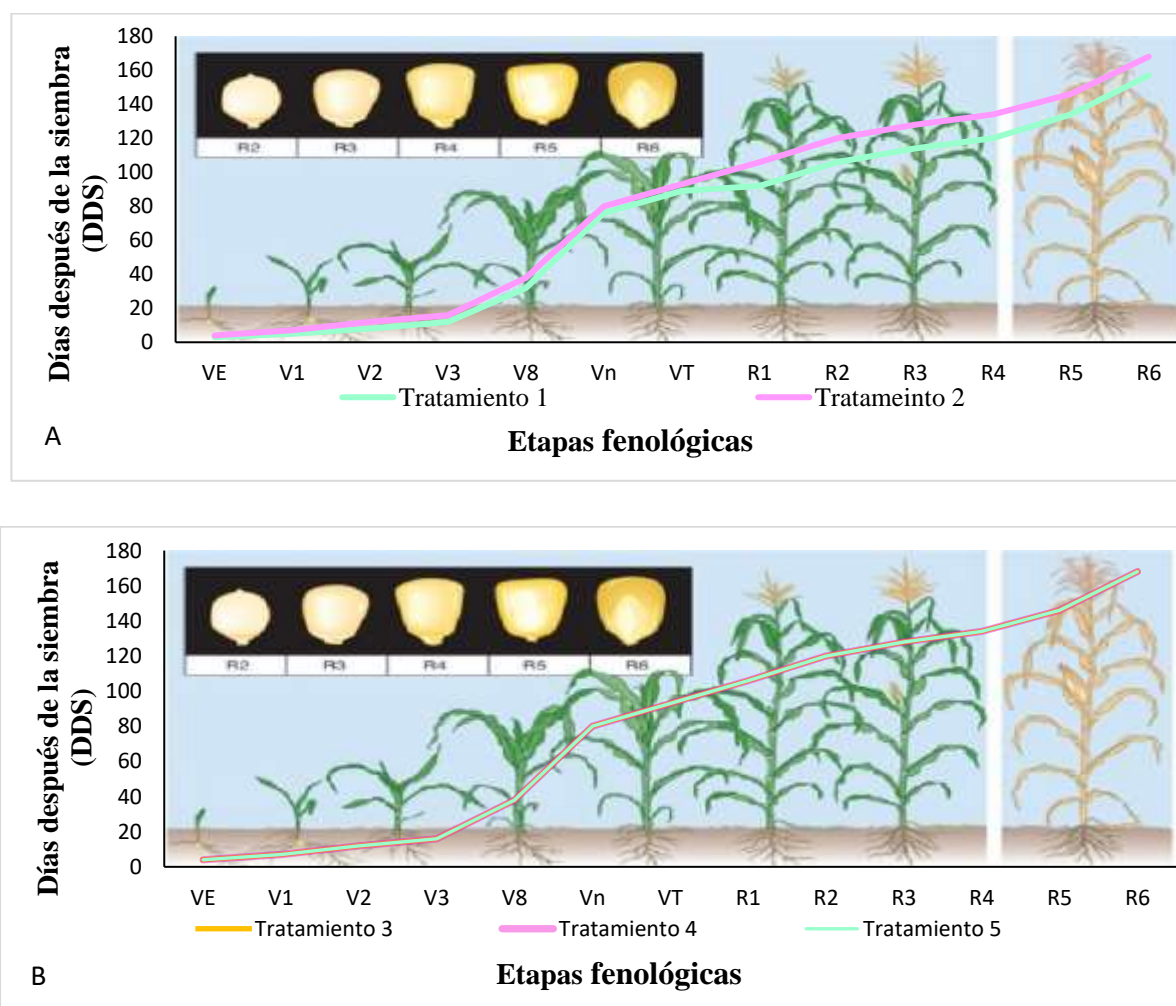 180
160
140
120
100
80
60
40
20
0
Días después de la siembra
(DDS)
R2 R3 R4 R5 R6
VE V1 V2 V3 V8 Vn VT R1 R2 R3 R4 R5 R6
Tratamiento 1 Tratameinto 2
A
Etapas fenológicas
180
160
140
120
100
80
60
40
20
0
Días después de la siembra
(DDS)
R2 R3 R4 R5 R6
VE V1 V2 V3 V8 Vn VT R1 R2 R3 R4 R5 R6
Tratamiento 3 Tratamiento 4 Tratamiento 5
B
Etapas fenológicas